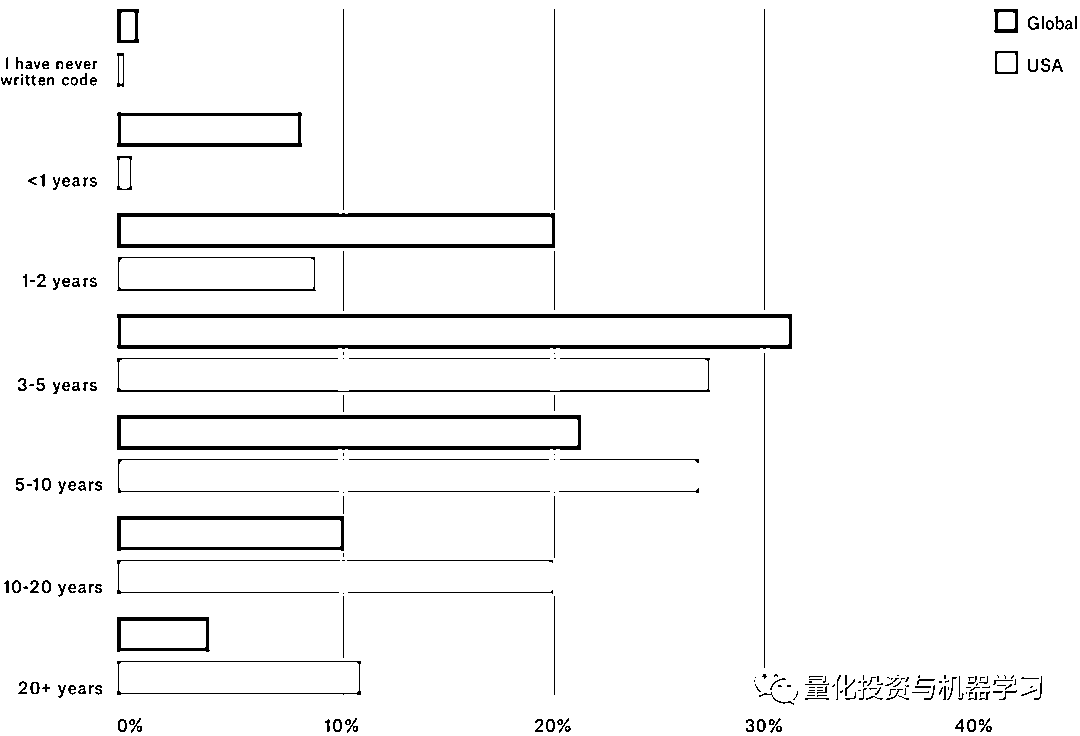 Global
I have never
written code
USA
<1 years
1-2 years
3-5 years
5-10 years
10-20 years
20+ years
量化投资与机器学习
0%
10%
20%
30%
40%